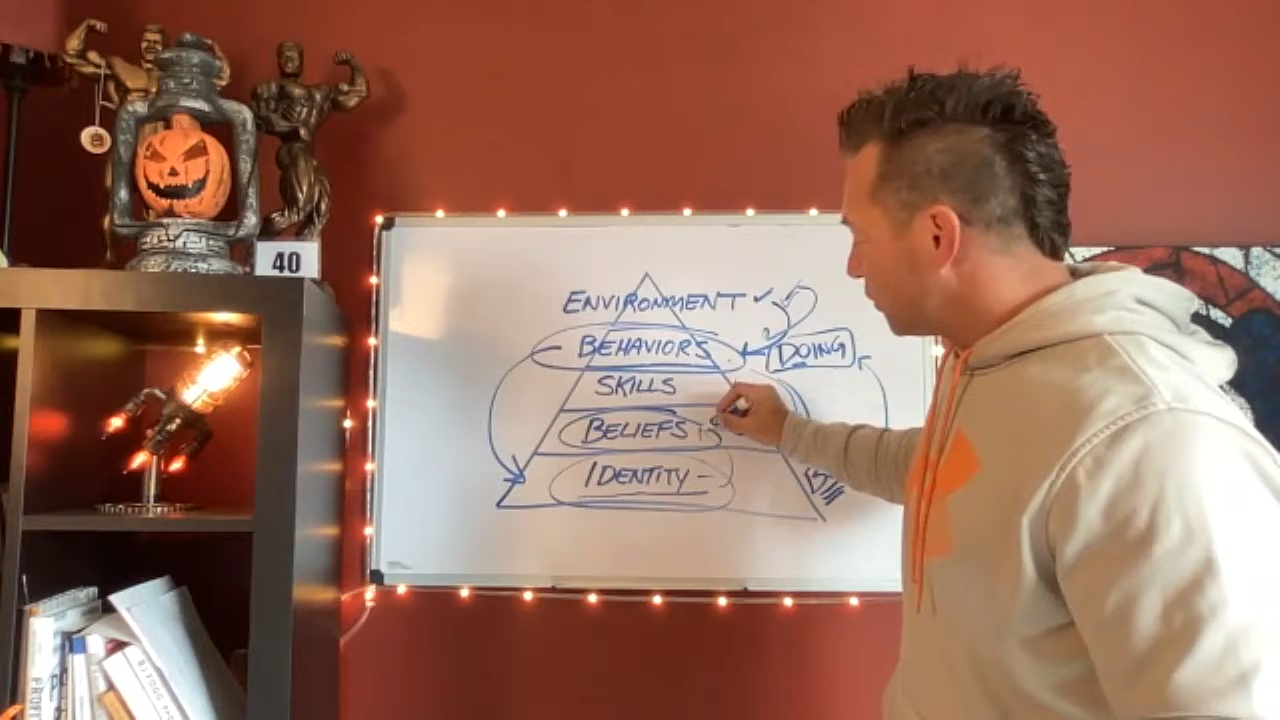 40
ENVIRONMENT ✓
BEHAVIORS
DOING
SKILLS
BELIEFS
IDENTITY -